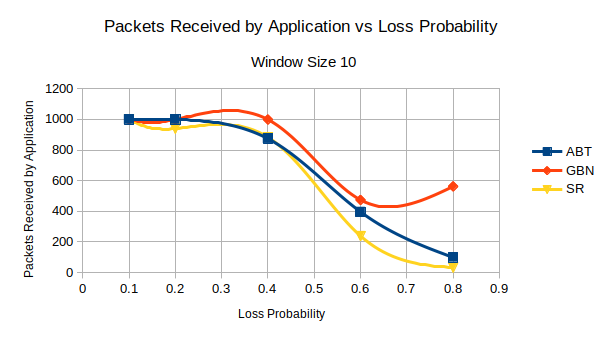 Packets Received by Application vs Loss Probability
Window Size 10
Packets Received by Application
1200
1000
800
600
400
200
0
0 0.1 0.2 0.3 0.4 0.5 0.6 0.7 0.8 0.9
Loss Probability
ABT
GBN
SR